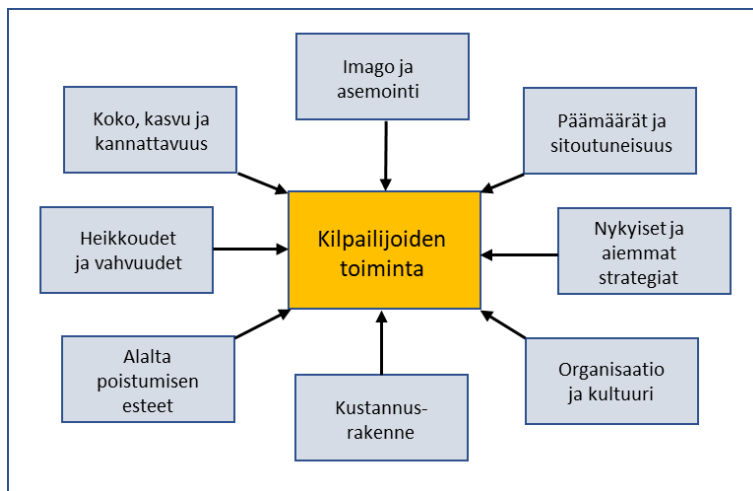 Imago ja
asemointi
Koko, kasvu ja
kannattavuus
Päämäärät ja
sitoutuneisuus
Kilpailijoiden
toiminta
Heikkoudet
ja vahvuudet
Nykyiset ja
aiemmat
strategiat
Alalta
poistumisen
esteet
Kustannus-
rakenne
Organisaatio
ja kultuuri